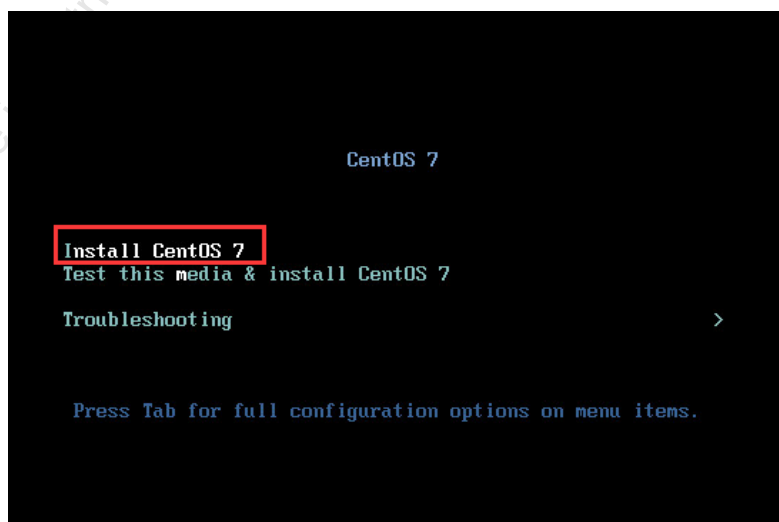 CentOS 7
Install CentOS 7
Test this media & install CentOS 7
Troubleshooting >
Press Tab for full configuration options on menu items.